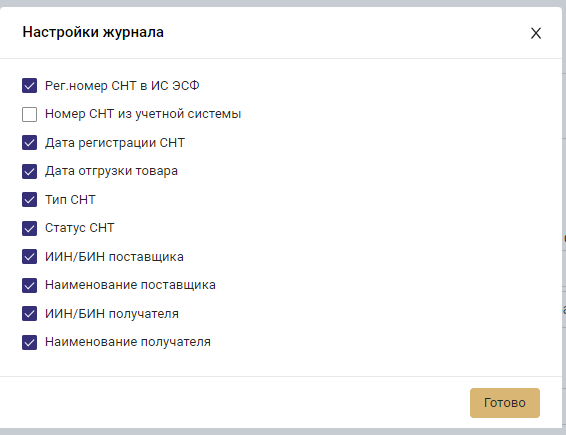 Настройки журнала
Рег.номер СНТ в ИС ЭСФ
Номер СНТ из учетной системы
Дата регистрации СНТ
Дата отгрузки товара
Тип СНТ
Статус СНТ
ИИН/БИН поставщика
Наименование поставщика
ИИН/БИН получателя
Наименование получателя
Готово